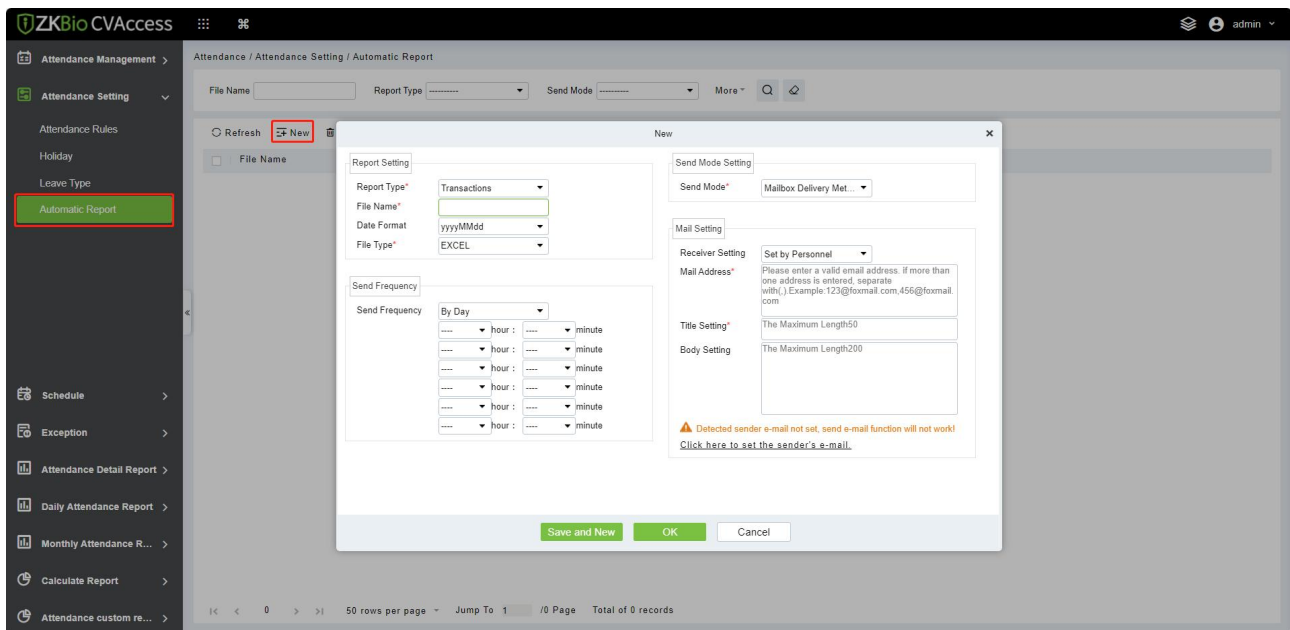 ZKBio CVAccess
admin
Attendance Management
Attendance Setting
Attendance Rules
Holiday
Leave Type
Automatic Report
Schedule
Exception
Attendance Detail Report
Daily Attendance Report
Monthly Attendance R...
Calculate Report
Attendance custom re...
Attendance / Attendance Setting / Automatic Report
File Name Report Type ---------- Send Mode ---------- More
Refresh New
File Name
New
Report Setting
Report Type* Transactions
File Name*
Date Format yyyyMMdd
File Type* EXCEL
Send Frequency
Send Frequency By Day
---- hour : ---- minute
---- hour : ---- minute
---- hour : ---- minute
---- hour : ---- minute
---- hour : ---- minute
---- hour : ---- minute
Send Mode Setting
Send Mode* Mailbox Delivery Met...
Mail Setting
Receiver Setting Set by Personnel
Mail Address* Please enter a valid email address. if more than
one address is entered, separate
with(,).Example:123@foxmail.com,456@foxmail.
com
Title Setting* The Maximum Length50
Body Setting The Maximum Length200
Detected sender e-mail not set, send e-mail function will not work!
Click here to set the sender's e-mail.
Save and New OK Cancel
0 50 rows per page Jump To 1 /0 Page Total of 0 records